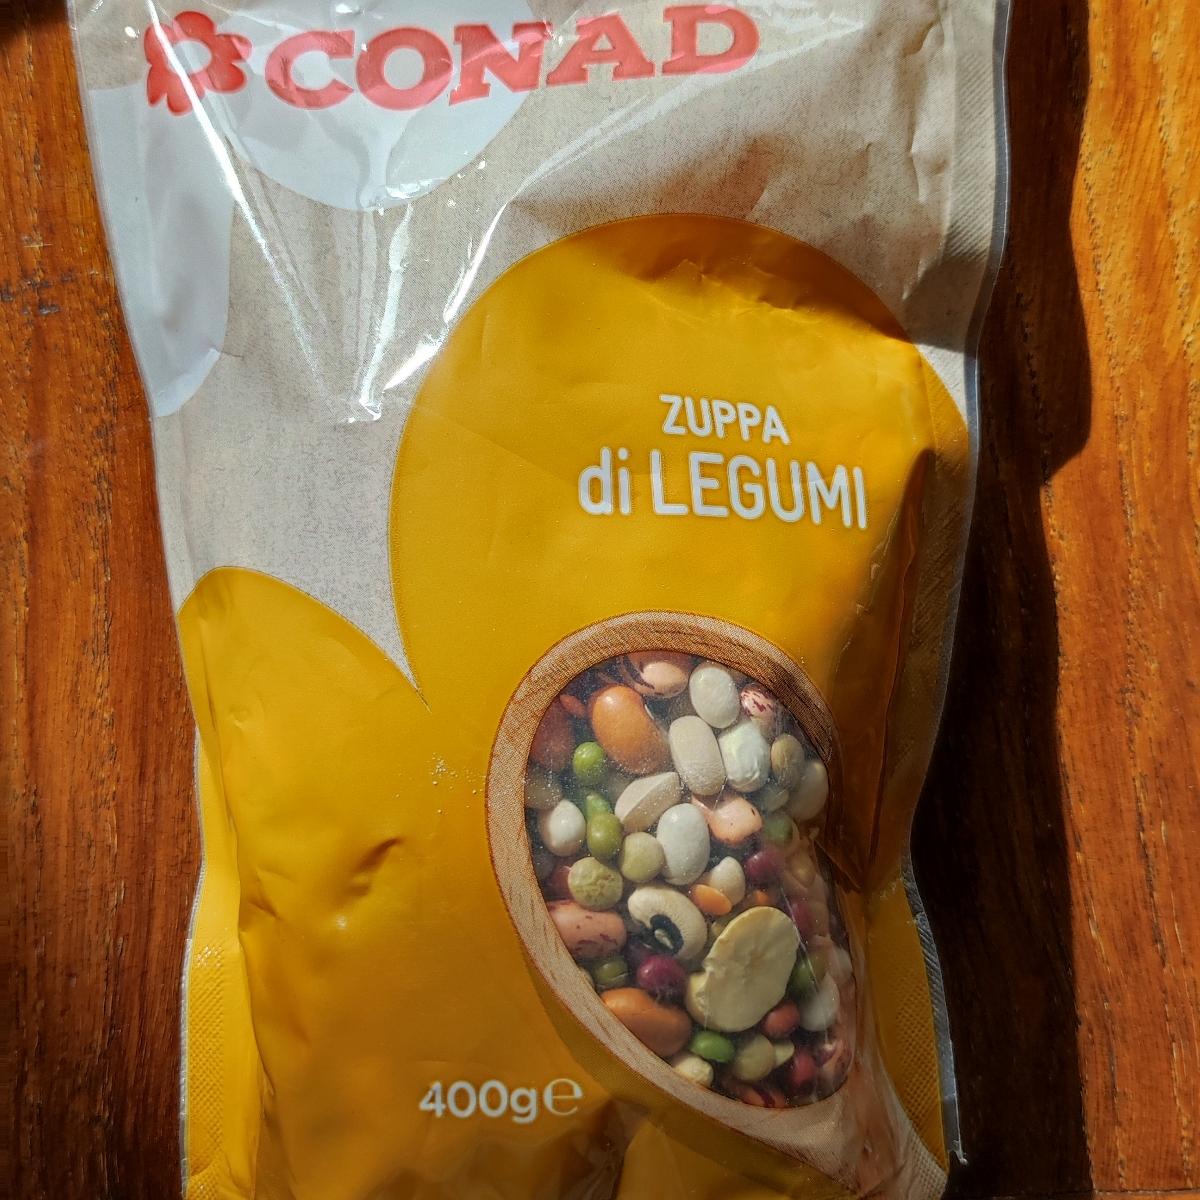 CONAD
ZUPPA
di LEGUMI
400g℮